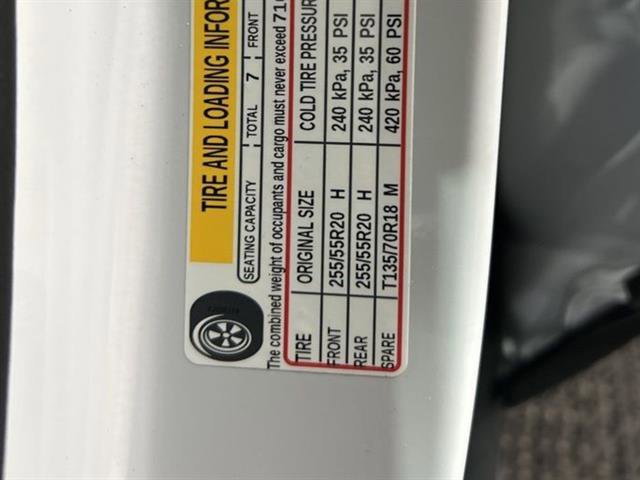 TIRE AND LOADING
SEATING CAPACITY TOTAL 7 FRONT
The combined weight of occupants and cargo must never exceed
TIRE ORIGINAL SIZE COLD TIRE PRESSURE
FRONT 255/55R20 H 240 kPa, 35 PSI
REAR 255/55R20 H 240 kPa, 35 PSI
SPARE T135/70R18 M 420 kPa, 60 PSI